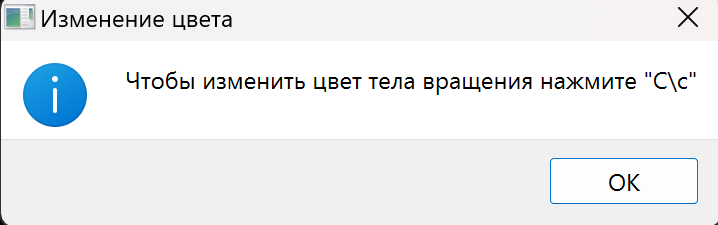 Изменение цвета
Чтобы изменить цвет тела вращения нажмите "C\c"
OK